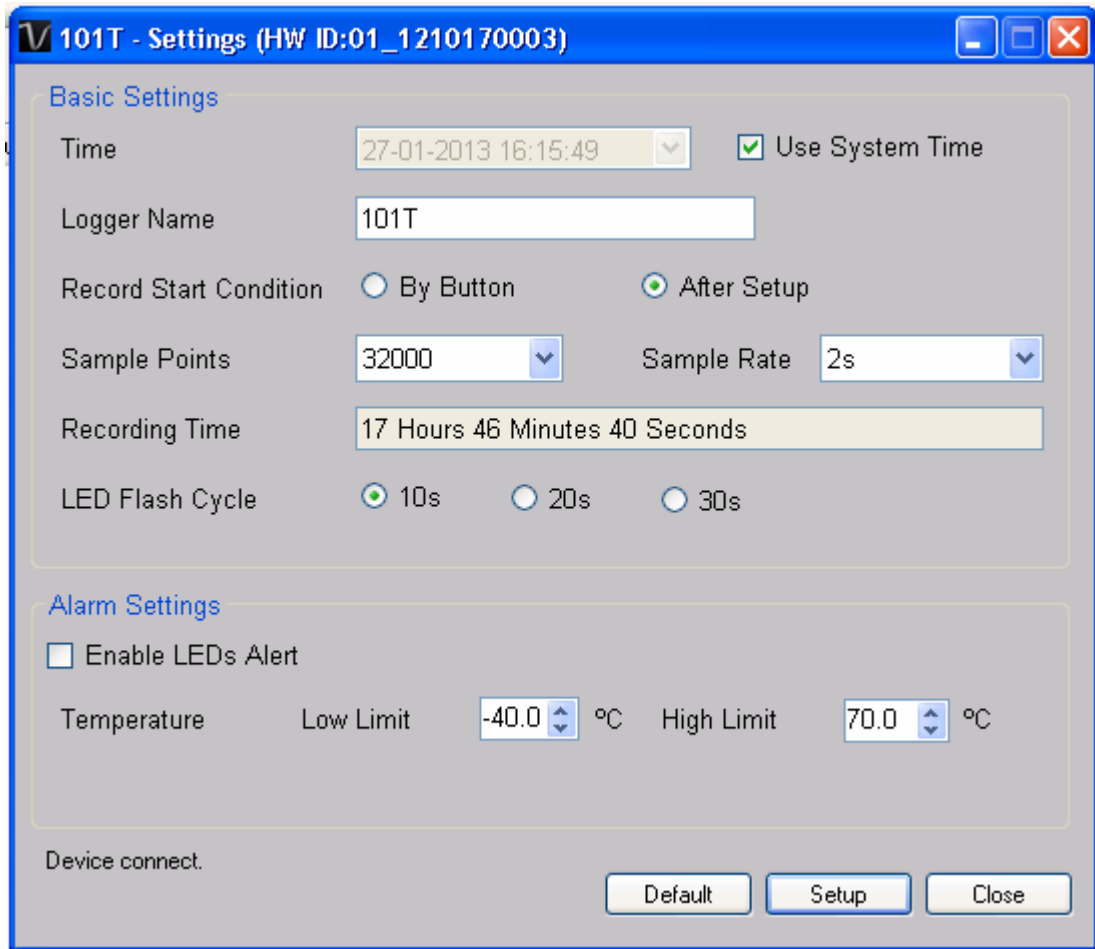 101T - Settings (HW ID:01_1210170003)
Basic Settings
Time 27-01-2013 16:15:49 Use System Time
Logger Name 101T
Record Start Condition By Button After Setup
Sample Points 32000 Sample Rate 2s
Recording Time 17 Hours 46 Minutes 40 Seconds
LED Flash Cycle 10s 20s 30s
Alarm Settings
Enable LEDs Alert
Temperature Low Limit -40.0 ºC High Limit 70.0 ºC
Device connect.
Default Setup Close